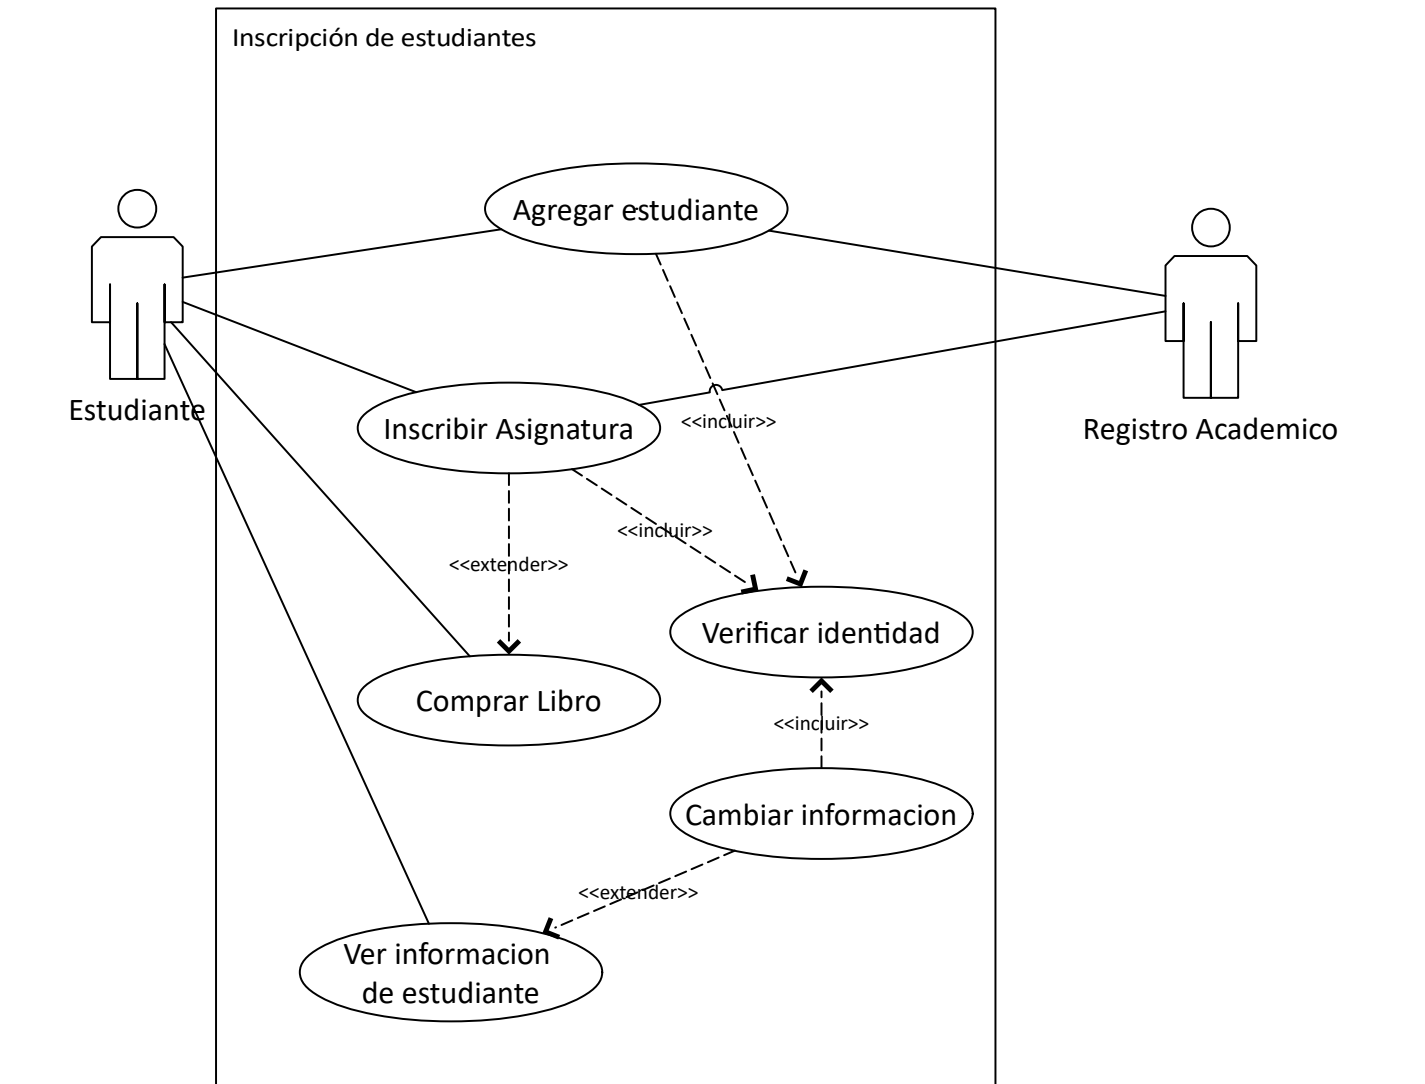 Inscripción de estudiantes
Agregar estudiante
Estudiante
Registro Academico
Inscribir Asignatura
<<incluir>>
<<incluir>>
<<extender>>
Verificar identidad
Comprar Libro
<<incluir>>
Cambiar informacion
<<extender>>
Ver informacion
de estudiante